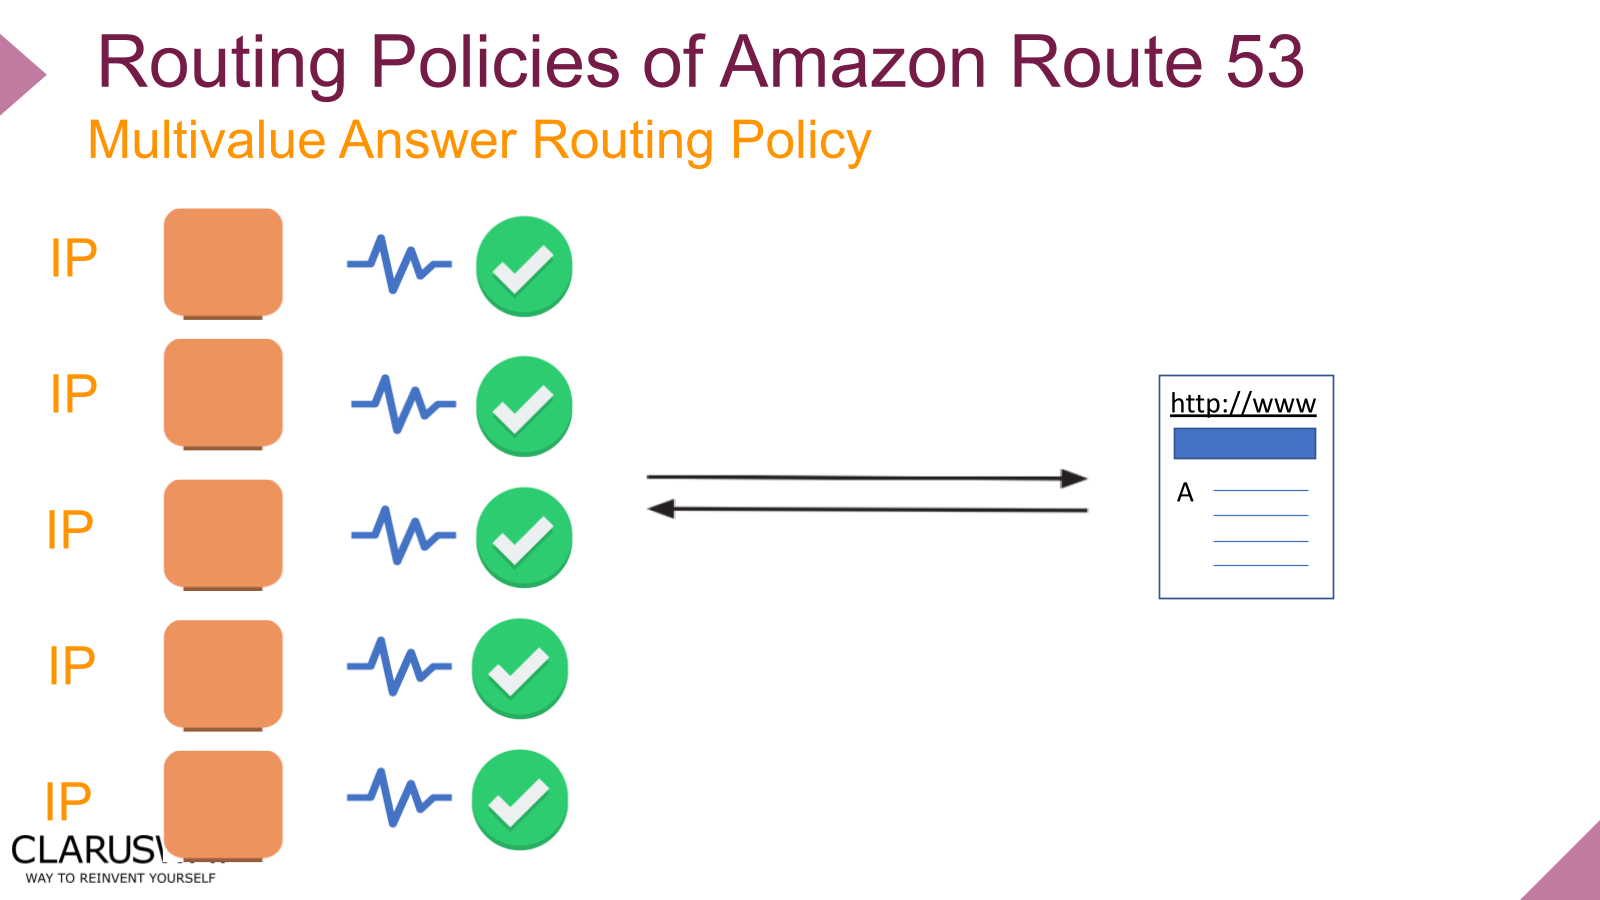 Routing Policies of Amazon Route 53
Multivalue Answer Routing Policy
IP
IP
IP
IP
IP
http://www
A
CLARUS
WAY TO REINVENT YOURSELF